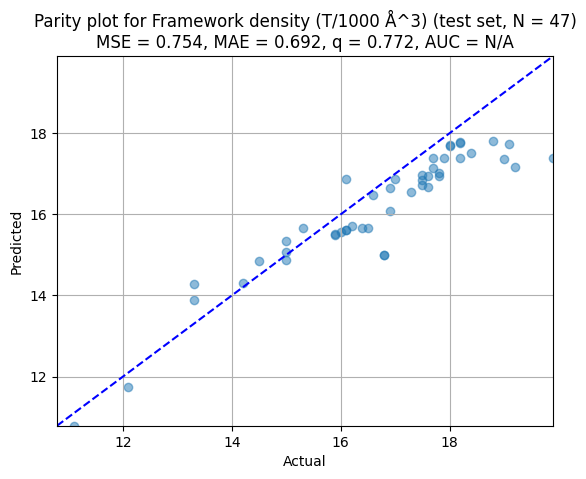 Parity plot for Framework density (T/1000 Å^3) (test set, N = 47)
MSE = 0.754, MAE = 0.692, q = 0.772, AUC = N/A
18
16
14
12
Predicted
12 14 16 18
Actual